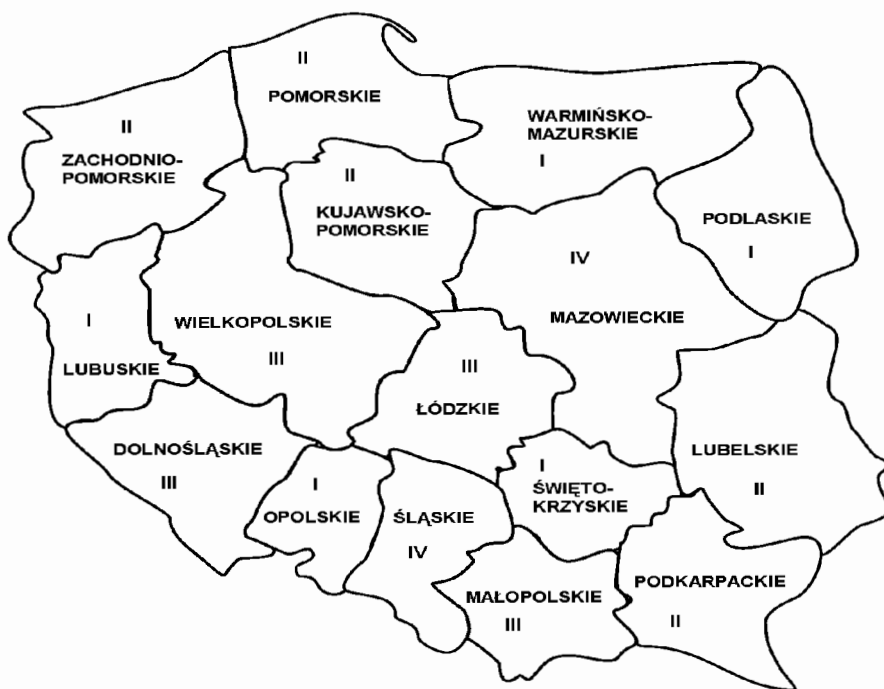 II
POMORSKIE
WARMIŃSKO-
MAZURSKIE
I
II
ZACHODNIO-
POMORSKIE
II
KUJAWSKO-
POMORSKIE
PODLASKIE
I
IV
MAZOWIECKIE
I
LUBUSKIE
WIELKOPOLSKIE
III
III
ŁÓDZKIE
DOLNOŚLĄSKIE
III
I
OPOLSKIE
ŚLĄSKIE
IV
I
ŚWIĘTO-
KRZYSKIE
LUBELSKIE
II
MAŁOPOLSKIE
III
PODKARPACKIE
II